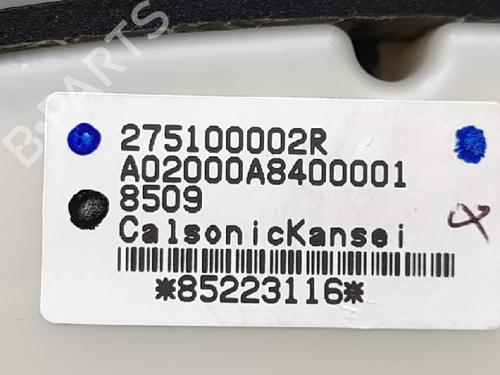 B-PARTS
275100002R
A02000A8400001
8509
CalsonicKansei
*85223116*